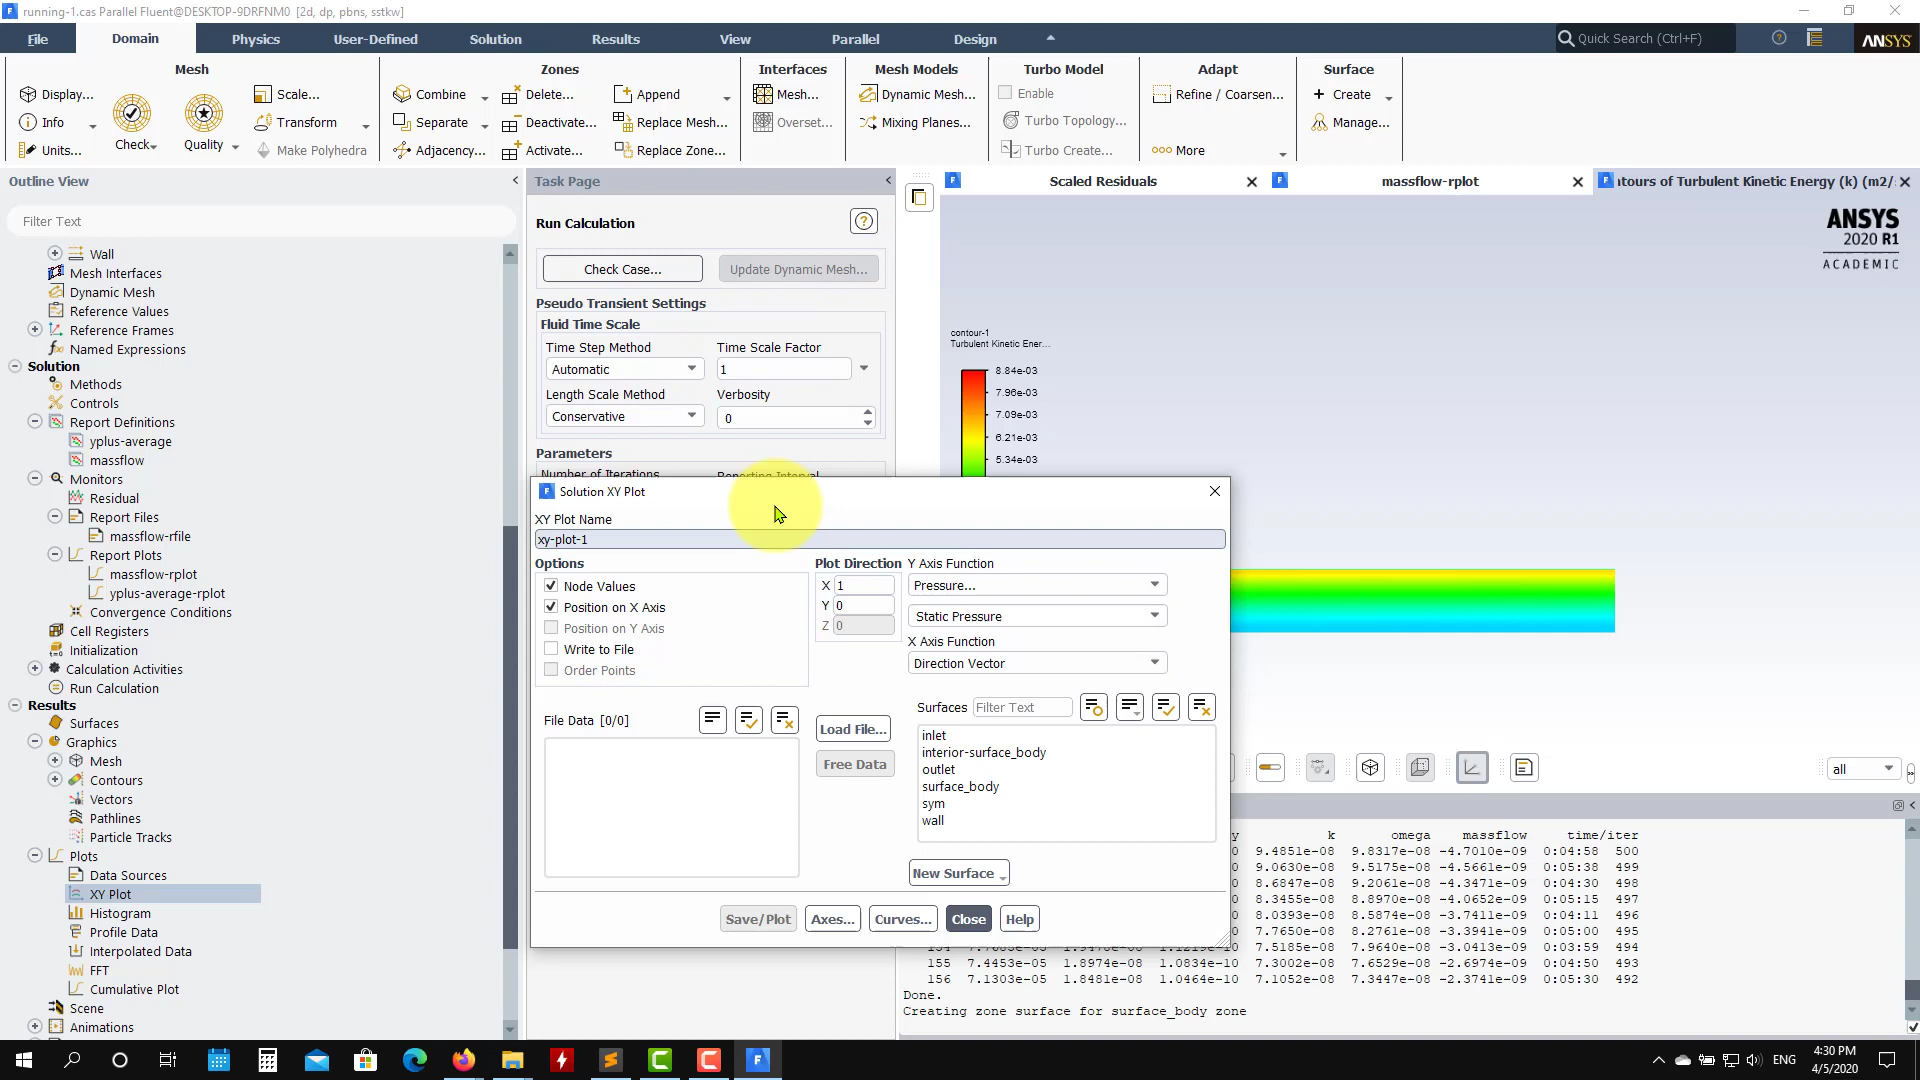 running-1.cas Parallel Fluent@DESKTOP-9DRFNM0 [2d, dp, pbns, sstkw]
File Domain Physics User-Defined Solution Results View Parallel Design Quick Search (Ctrl+F) ANSYS
Mesh Zones Interfaces Mesh Models Turbo Model Adapt Surface
Display... Scale... Combine Delete... Append Mesh... Dynamic Mesh... Enable Refine / Coarsen... Create
Info Transform Separate Deactivate... Replace Mesh... Overset... Mixing Planes... Turbo Topology... Manage...
Units... Check Quality Make Polyhedra Adjacency... Activate... Replace Zone... Turbo Create... More
Outline View
Filter Text
Wall
Mesh Interfaces
Dynamic Mesh
Reference Values
Reference Frames
Named Expressions
Solution
Methods
Controls
Report Definitions
yplus-average
massflow
Monitors
Residual
Report Files
massflow-rfile
Report Plots
massflow-rplot
yplus-average-rplot
Convergence Conditions
Cell Registers
Initialization
Calculation Activities
Run Calculation
Results
Surfaces
Graphics
Mesh
Contours
Vectors
Pathlines
Particle Tracks
Plots
Data Sources
XY Plot
Histogram
Profile Data
Interpolated Data
FFT
Cumulative Plot
Scene
Animations
Task Page
Run Calculation
Check Case... Update Dynamic Mesh...
Pseudo Transient Settings
Fluid Time Scale
Time Step Method Time Scale Factor
Automatic 1
Length Scale Method Verbosity
Conservative 0
Parameters
Number of Iterations Reporting Interval
Scaled Residuals massflow-rplot tours of Turbulent Kinetic Energy (k) (m2/
ANSYS
2020 R1
ACADEMIC
contour-1
Turbulent Kinetic Ener...
8.84e-03
7.96e-03
7.09e-03
6.21e-03
5.34e-03
Solution XY Plot
XY Plot Name
xy-plot-1
Options Plot Direction Y Axis Function
Node Values X 1 Pressure...
Position on X Axis Y 0
Position on Y Axis Z 0 Static Pressure
Write to File X Axis Function
Order Points Direction Vector
File Data [0/0] Load File... Surfaces Filter Text
Free Data
inlet
interior-surface_body
outlet
surface_body
sym
wall
New Surface
Save/Plot Axes... Curves... Close Help
all
y k omega massflow time/iter
0 9.4851e-08 9.8317e-08 -4.7010e-09 0:04:58 500
0 9.0630e-08 9.5175e-08 -4.5661e-09 0:05:38 499
0 8.6847e-08 9.2061e-08 -4.3471e-09 0:04:30 498
0 8.3455e-08 8.8970e-08 -4.0652e-09 0:05:15 497
0 8.0393e-08 8.5874e-08 -3.7411e-09 0:04:11 496
0 7.7650e-08 8.2761e-08 -3.3941e-09 0:05:00 495
7.5185e-08 7.9640e-08 -3.0413e-09 0:03:59 494
155 7.4453e-05 1.8974e-08 1.0834e-10 7.3002e-08 7.6529e-08 -2.6974e-09 0:04:50 493
156 7.1303e-05 1.8481e-08 1.0464e-10 7.1052e-08 7.3447e-08 -2.3741e-09 0:05:30 492
Done.
Creating zone surface for surface_body zone
ENG 4:30 PM
4/5/2020